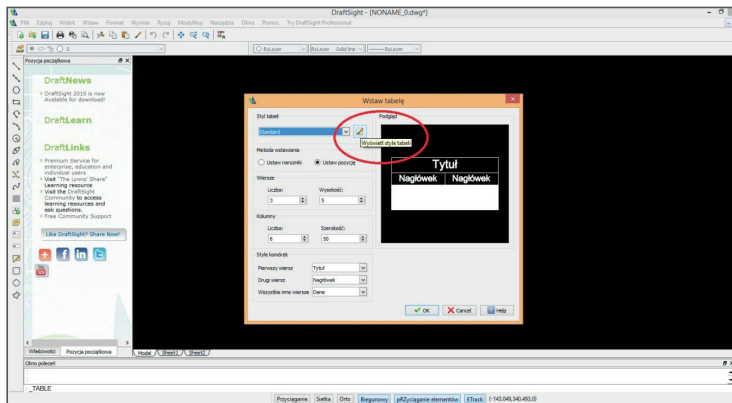 DraftSight - [NONAME_0.dwg*]
Plik Edytuj Widok Wstaw Format Wymiar Rysuj Modyfikuj Narzędzia Okno Pomoc Try DraftSight Professional
0
ByLayer ByLayer Solid line ByLayer
Pozycja początkowa
DraftNews
DraftSight 2015 is now
Available for download!
DraftLearn
DraftLinks
Premium Service for
enterprise, education and
individual users
Visit "The Lyons' Share"
Learning resource
Visit the DraftSight
Community to access
learning resources and
ask questions.
Free Community Support
Like DraftSight? Share Now!
You
Tube
Właściwości Pozycja początkowa
Wstaw tabelę
Styl tabeli
Standard
Wyświetl style tabeli
Metoda wstawiania
Ustaw narożniki Ustaw pozycję
Wiersze
Liczba: Wysokość:
3 5
Kolumny
Liczba: Szerokość:
6 50
Style komórek
Pierwszy wiersz Tytuł
Drugi wiersz Nagłówek
Wszystkie inne wiersze Dane
Podgląd
Tytuł
Nagłówek Nagłówek
OK Cancel Help
Model Sheet1 Sheet2
Okno poleceń
_TABLE
Przyciąganie Siatka Orto Biegunowy pRZyciąganie elementów ETrack (-143.049,340.493,0)